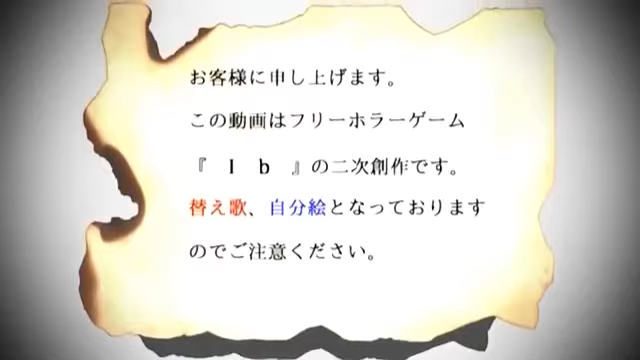 お客様に申し上げます。
この動画はフリーホラーゲーム
『 I b 』の二次創作です。
替え歌、自分絵となっております
のでご注意ください。